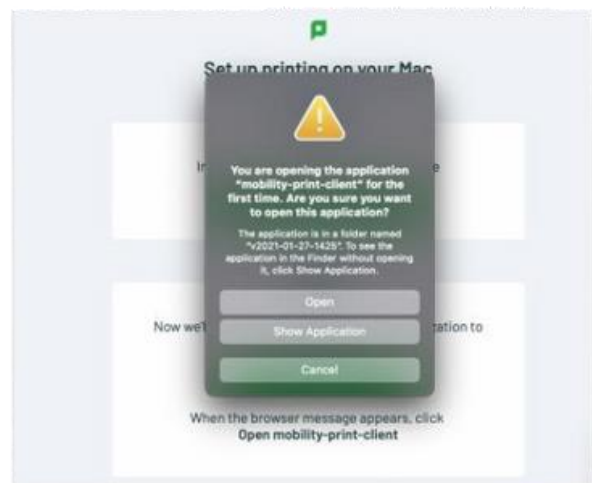 Set up printing on your Mac
You are opening the application
"mobility-print-client" for the
first time. Are you sure you want
to open this application?
The application is in a folder named
"v2021-01-27-1425". To see the
application in the Finder without opening
it, click Show Application.
Open
Show Application
Now we'll
Cancel
When the browser message appears, click
Open mobility-print-client